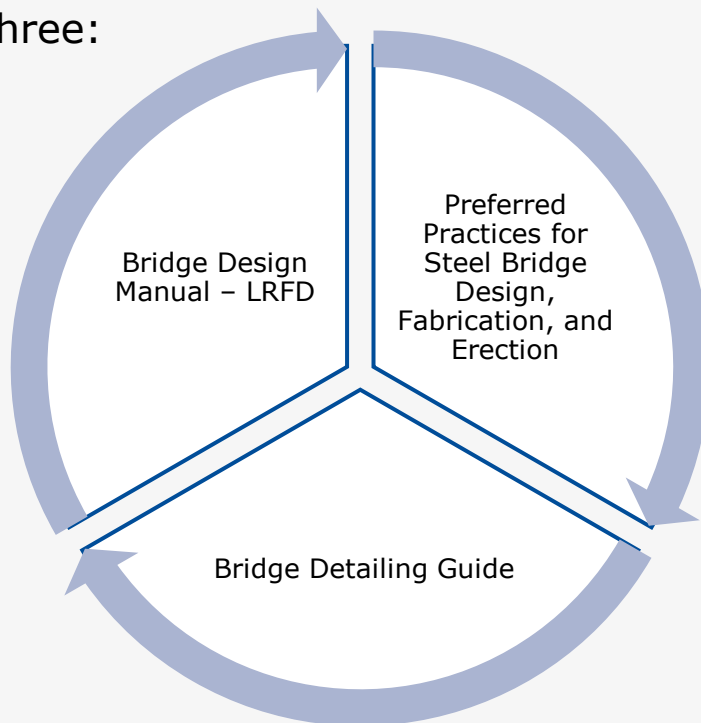 hree:
Bridge Design
Manual – LRFD
Preferred
Practices for
Steel Bridge
Design,
Fabrication, and
Erection
Bridge Detailing Guide